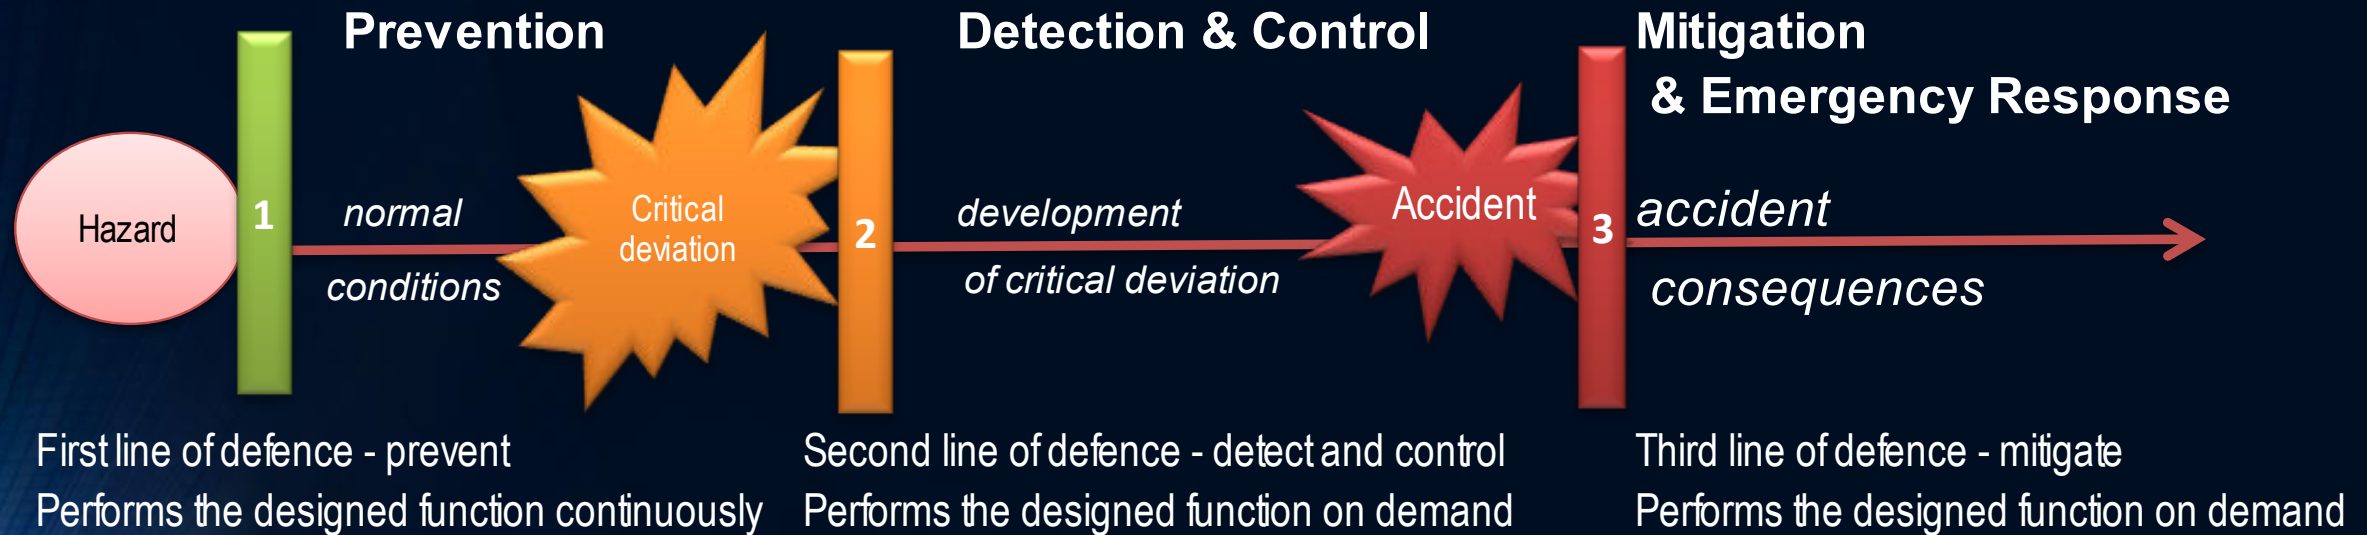 Prevention
Detection & Control
Mitigation
& Emergency Response
Hazard
1
normal
conditions
Critical
deviation
2
development
of critical deviation
Accident
3
accident
consequences
First line of defence - prevent
Performs the designed function continuously
Second line of defence - detect and control
Performs the designed function on demand
Third line of defence - mitigate
Performs the designed function on demand